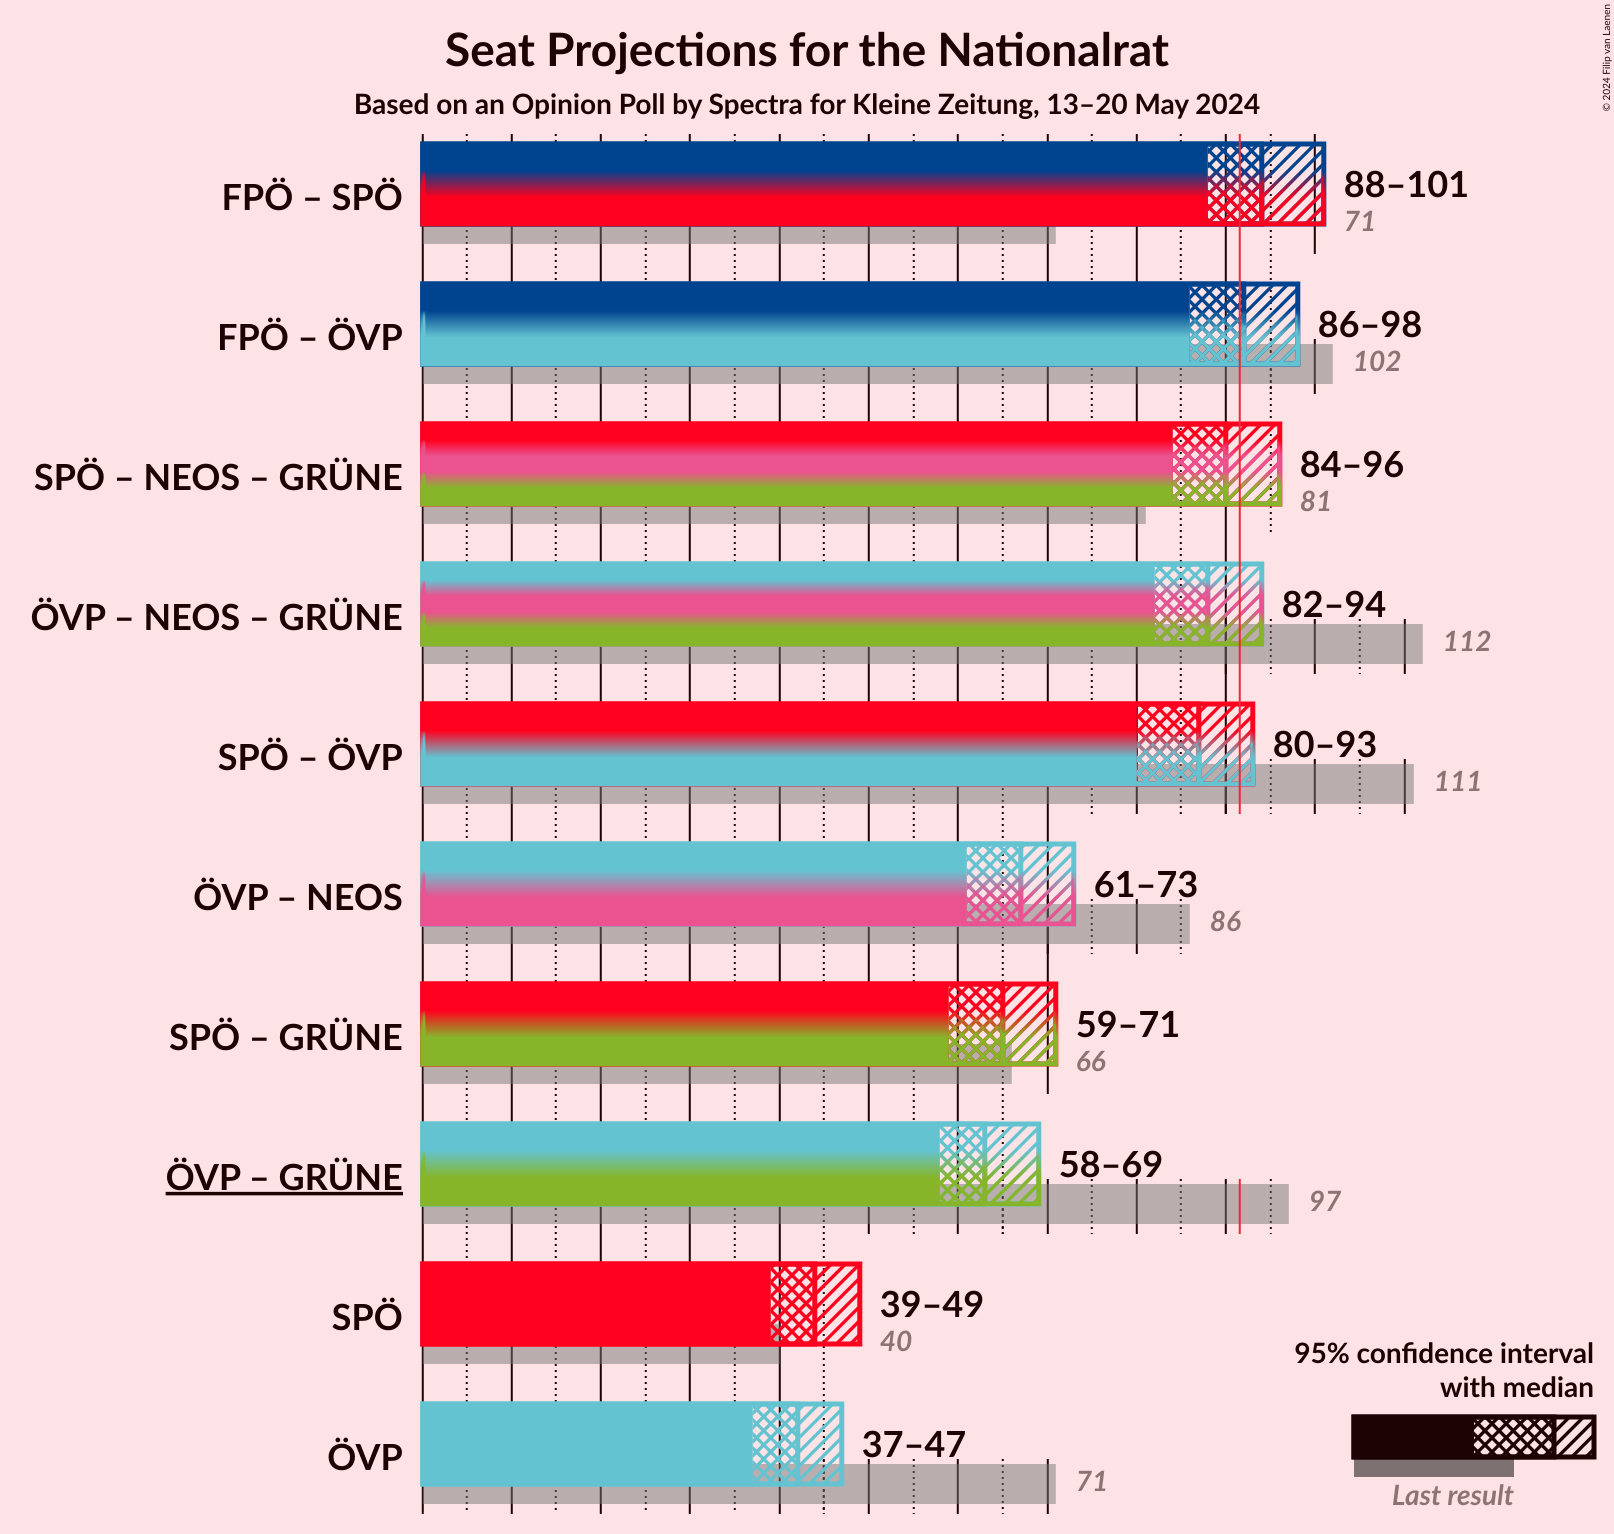 Seat Projections for the Nationalrat
Based on an Opinion Poll by Spectra for Kleine Zeitung, 13–20 May 2024
© 2024 Filip van Laenen
FPÖ – SPÖ
88–101
71
FPÖ – ÖVP
86–98
102
SPÖ – NEOS – GRÜNE
84–96
81
ÖVP – NEOS – GRÜNE
82–94
112
SPÖ – ÖVP
80–93
111
ÖVP – NEOS
61–73
86
SPÖ – GRÜNE
59–71
66
ÖVP – GRÜNE
58–69
97
SPÖ
39–49
40
ÖVP
37–47
71
95% confidence interval
with median
Last result